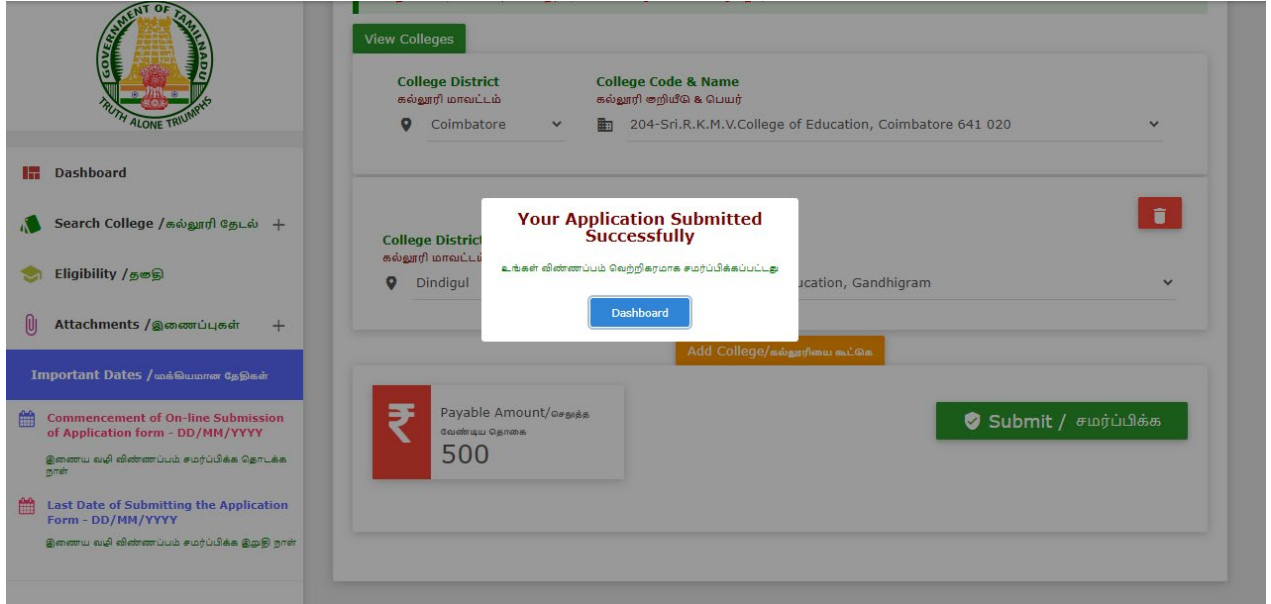 GOVERNMENT OF TAMILNADU
TRUTH ALONE TRIUMPHS
Dashboard
Search College /கல்லூரி தேடல்
Eligibility /தகுதி
Attachments /இணைப்புகள்
Important Dates /முக்கியமான தேதிகள்
Commencement of On-line Submission
of Application form - DD/MM/YYYY
இணைய வழி விண்ணப்பம் சமர்ப்பிக்க தொடக்க
நாள்
Last Date of Submitting the Application
Form - DD/MM/YYYY
இணைய வழி விண்ணப்பம் சமர்ப்பிக்க இறுதி நாள்
View Colleges
College District
கல்லூரி மாவட்டம்
Coimbatore
College Code & Name
கல்லூரி குறியீடு & பெயர்
204-Sri.R.K.M.V.College of Education, Coimbatore 641 020
College District
கல்லூரி மாவட்டம்
Dindigul
Gandhigram
Your Application Submitted
Successfully
உங்கள் விண்ணப்பம் வெற்றிகரமாக சமர்ப்பிக்கப்பட்டது
Dashboard
Add College/கல்லூரியை கூட்டுக
Payable Amount/செலுத்த
வேண்டிய தொகை
500
Submit / சமர்ப்பிக்க